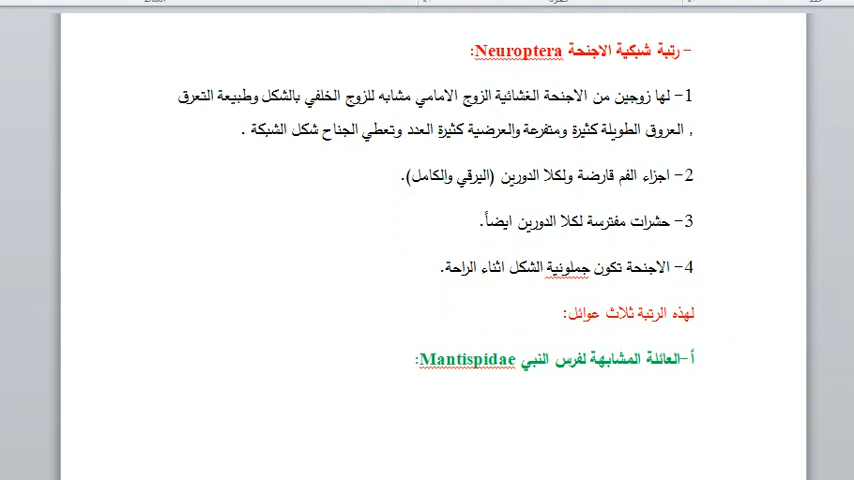 - رتبة شبكية الاجنحة Neuroptera:
1- لها زوجين من الاجنحة الغشائية الزوج الامامي مشابه للزوج الخلفي بالشكل وطبيعة التعرق
, العروق الطويلة كثيرة ومتفرعة والعرضية كثيرة العدد وتعطي الجناح شكل الشبكة .
2- اجزاء الفم قارضة ولكلا الدورين (اليرقي والكامل).
3- حشرات مفترسة لكلا الدورين ايضاً.
4- الاجنحة تكون جملونية الشكل اثناء الراحة.
لهذه الرتبة ثلاث عوائل:
أ-العائلة المشابهة لفرس النبي Mantispidae: